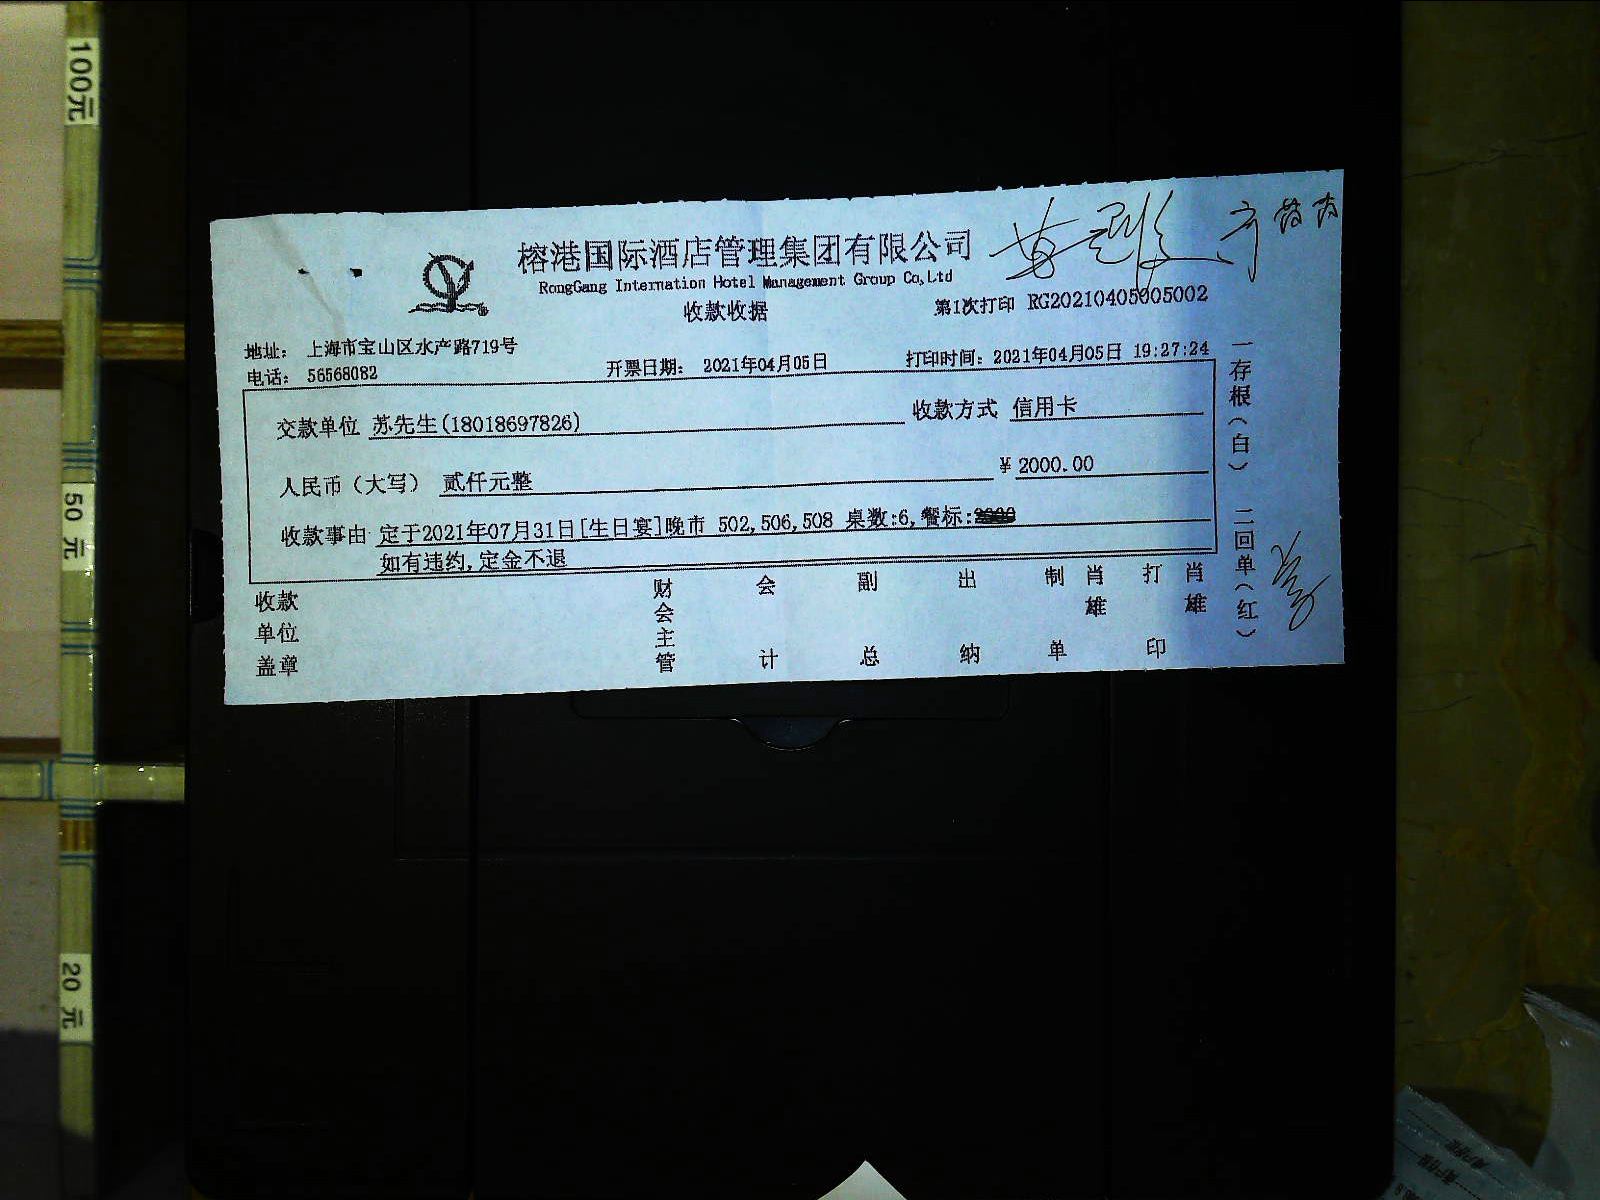 100元
50元
20元
榕港国际酒店管理集团有限公司
RongGang Internation Hotel Management Group Co,Ltd
收款收据
第1次打印 RG20210405005002
地址： 上海市宝山区水产路719号
电话： 56568082
开票日期： 2021年04月05日
打印时间：2021年04月05日 19:27:24
交款单位 苏先生(18018697826)
收款方式 信用卡
人民币（大写） 贰仟元整
¥ 2000.00
收款事由 定于2021年07月31日[生日宴]晚市 502,506,508 桌数:6,餐标:
如有违约,定金不退
收款单位盖章
财会主管
会计
副总
出纳
制单 肖雄
打印 肖雄
一存根（白） 二回单（红）